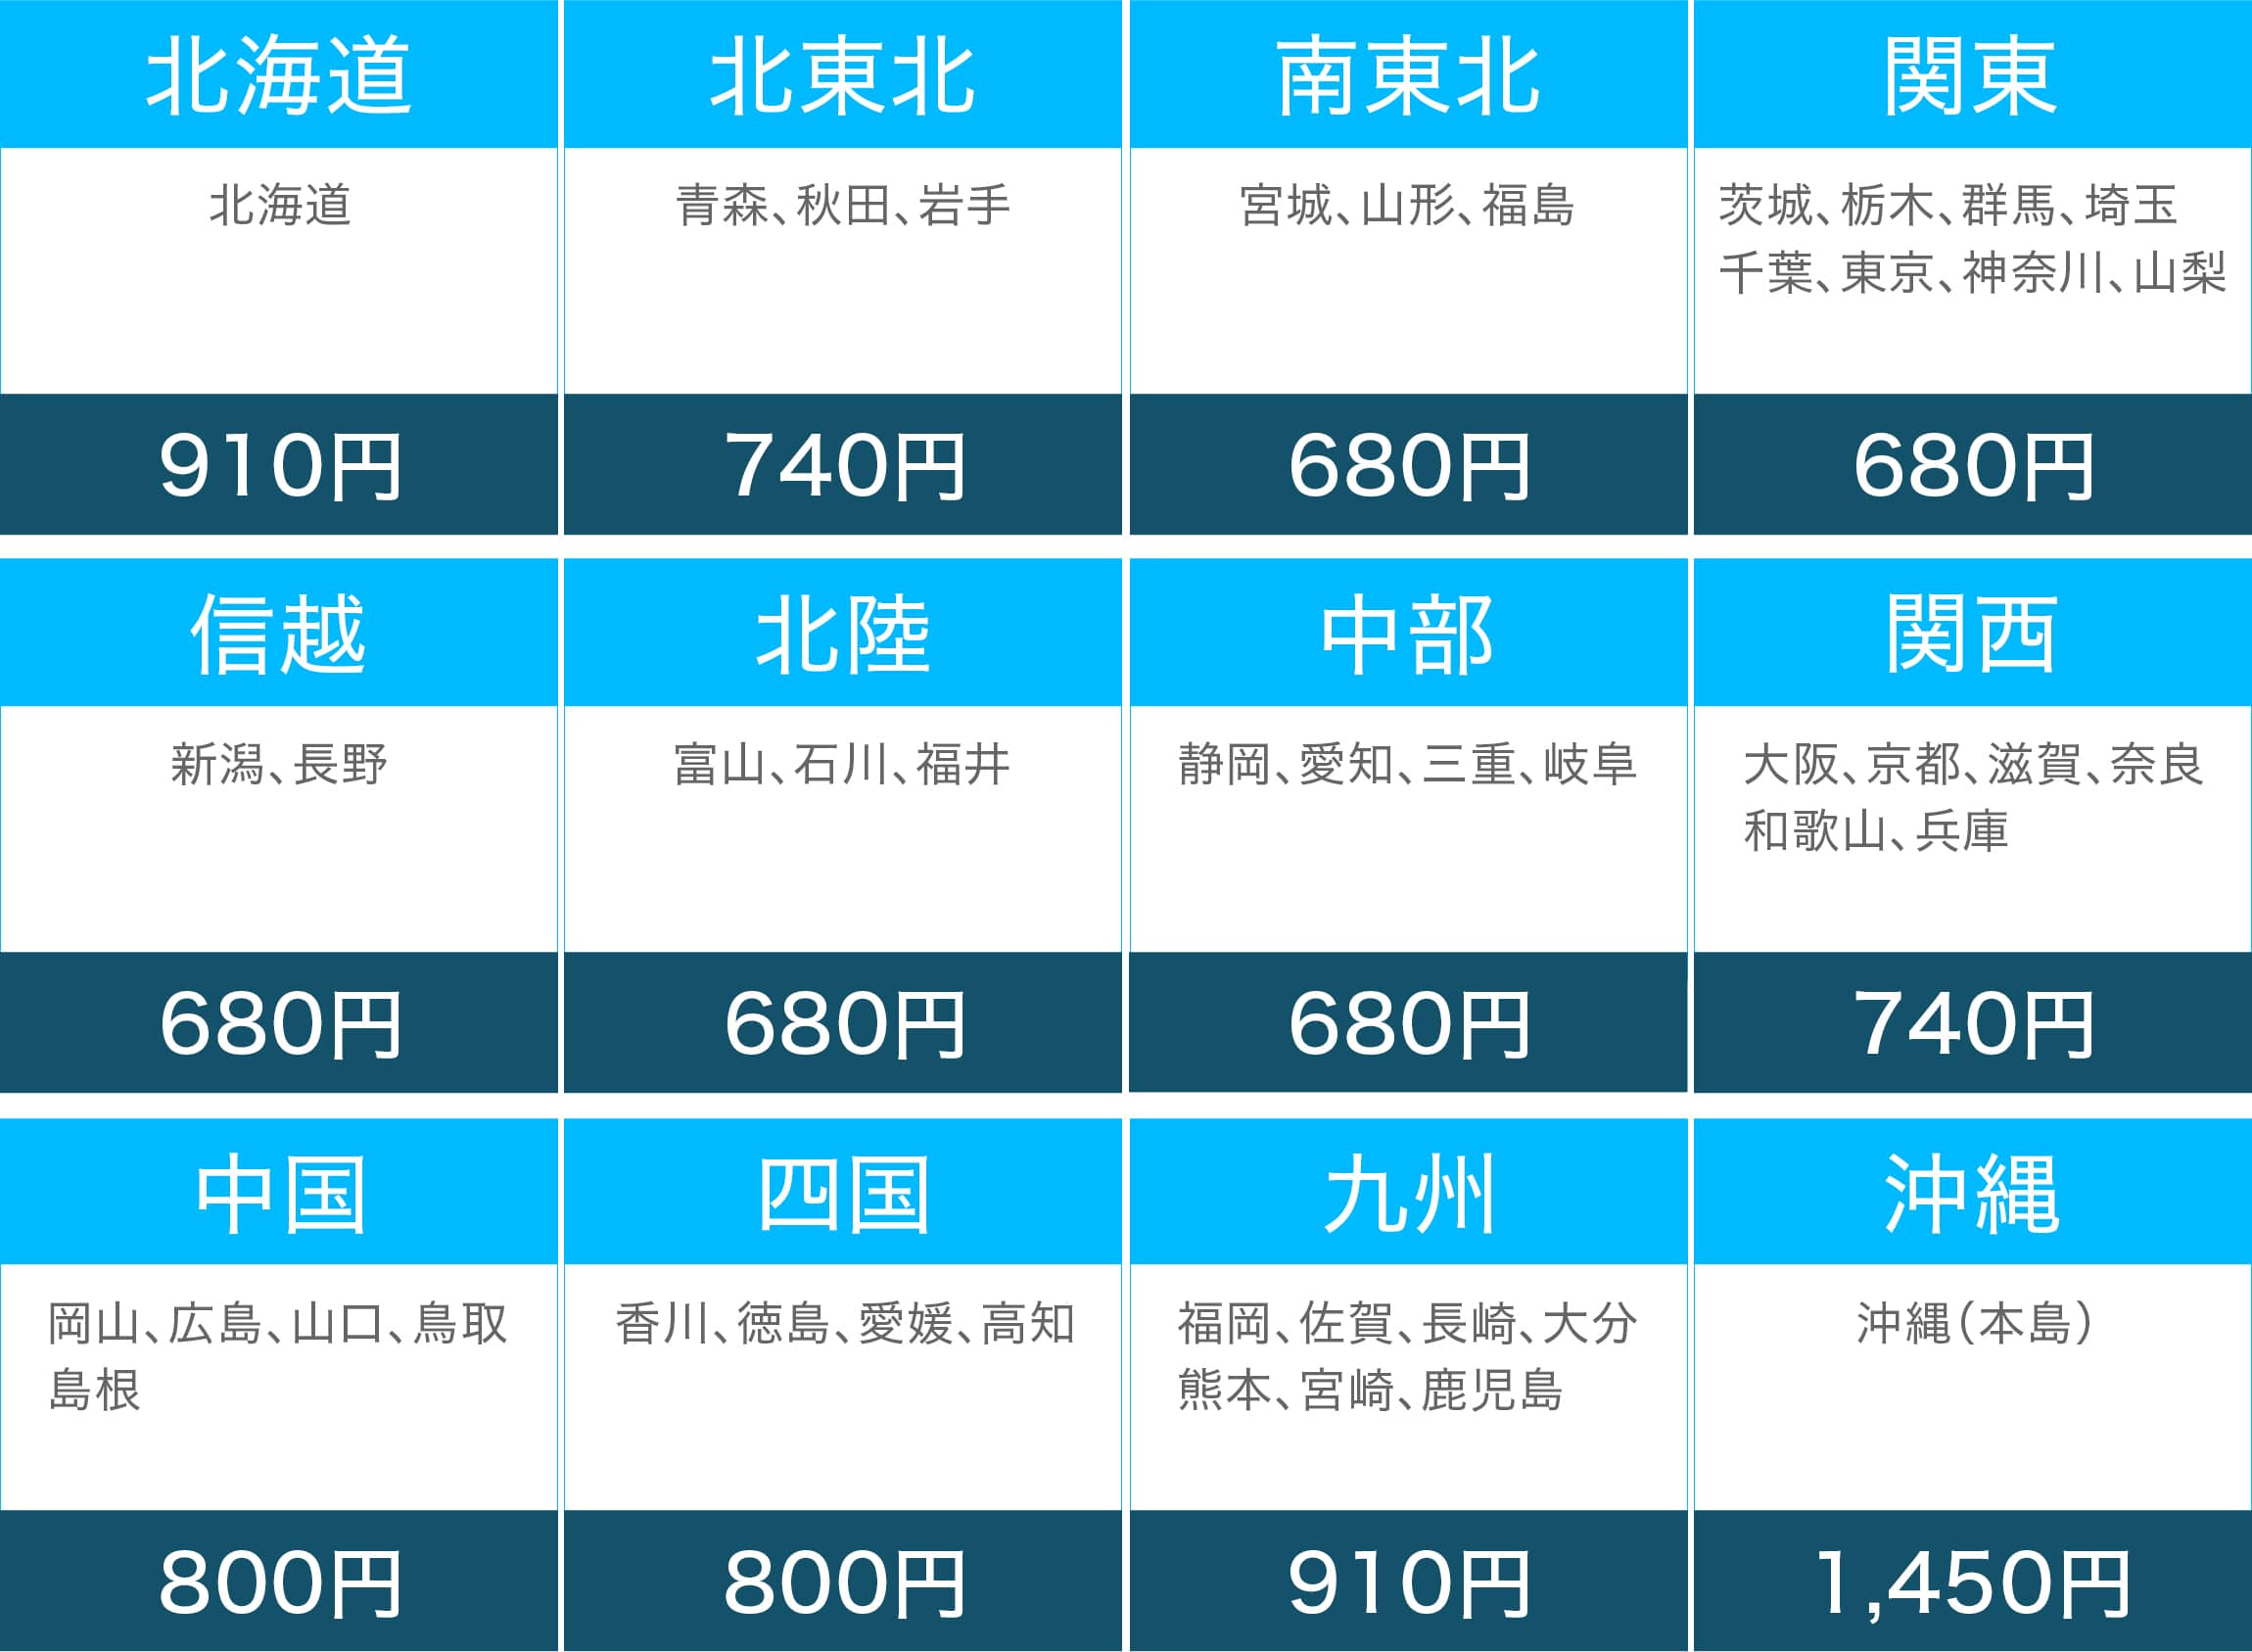 北海道
北海道
910円
北東北
青森、秋田、岩手
740円
南東北
宮城、山形、福島
680円
関東
茨城、栃木、群馬、埼玉
千葉、東京、神奈川、山梨
680円
信越
新潟、長野
680円
北陸
富山、石川、福井
680円
中部
静岡、愛知、三重、岐阜
680円
関西
大阪、京都、滋賀、奈良
和歌山、兵庫
740円
中国
岡山、広島、山口、鳥取
島根
800円
四国
香川、徳島、愛媛、高知
800円
九州
福岡、佐賀、長崎、大分
熊本、宮崎、鹿児島
910円
沖縄
沖縄（本島）
1,450円